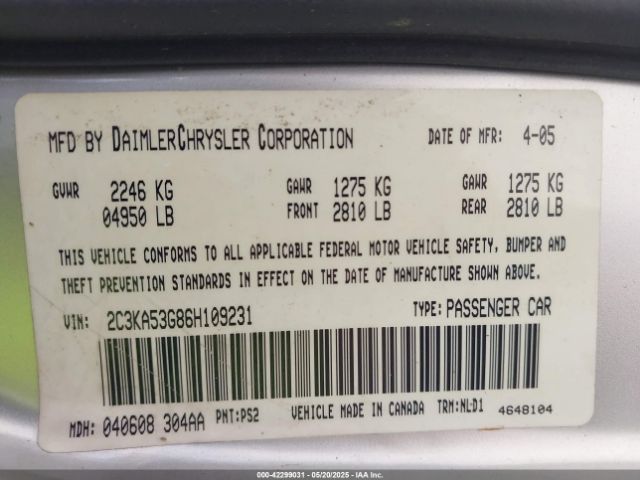 MFD BY DAIMLERCHRYSLER CORPORATION DATE OF MFR: 4-05
GVWR 2246 KG GAWR 1275 KG GAWR 1275 KG
04950 LB FRONT 2810 LB REAR 2810 LB
THIS VEHICLE CONFORMS TO ALL APPLICABLE FEDERAL MOTOR VEHICLE SAFETY, BUMPER AND
THEFT PREVENTION STANDARDS IN EFFECT ON THE DATE OF MANUFACTURE SHOWN ABOVE.
VIN: 2C3KA53G86H109231 TYPE: PASSENGER CAR
MDH: 040608 304AA PNT: PS2 VEHICLE MADE IN CANADA TRM: NLD1 4648104
000-42299031 - 05/20/2025 - IAA Inc.